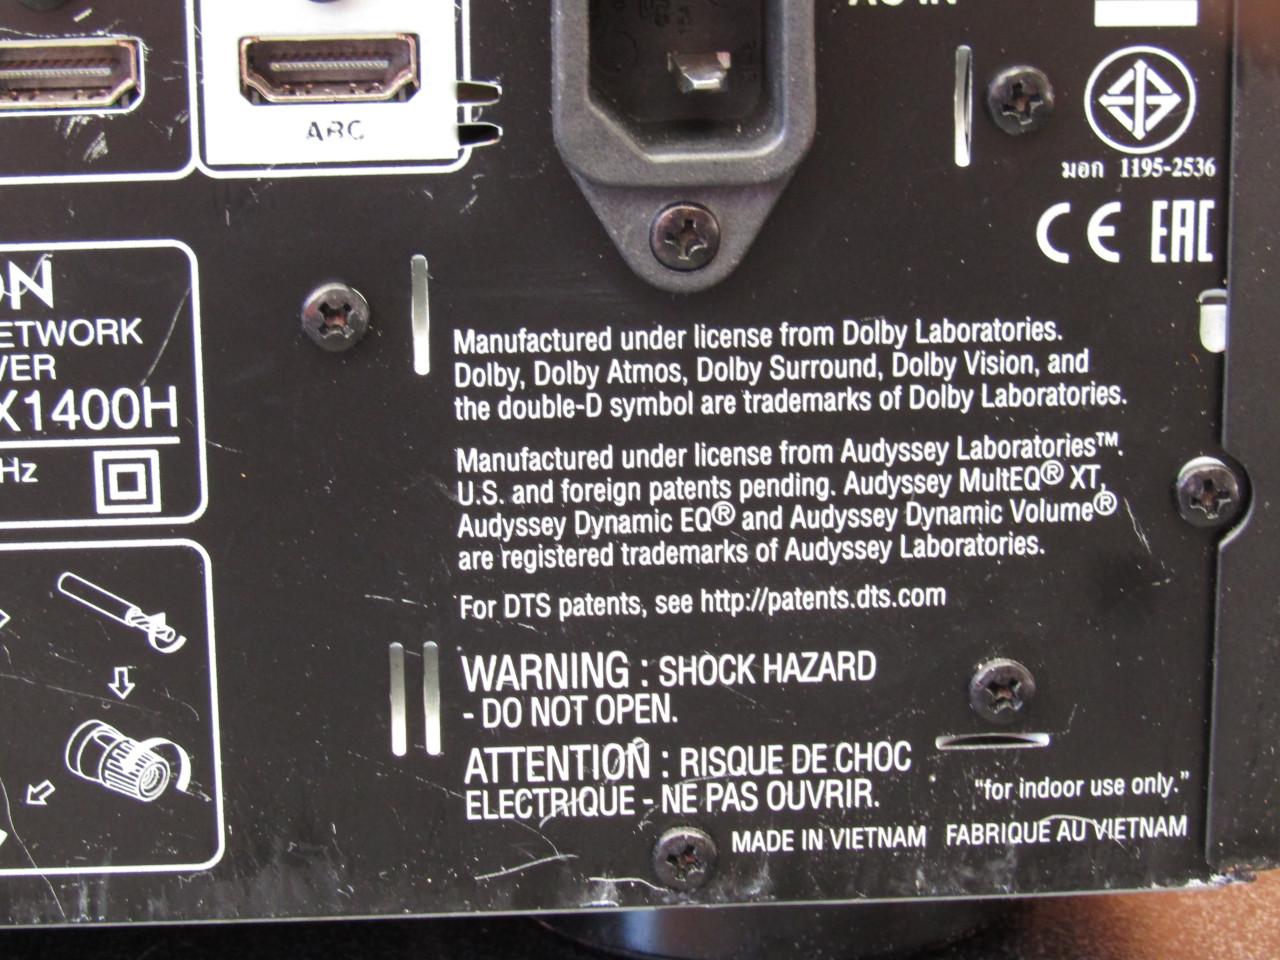 AC IN
ARC
มอก 1195-2536
CE EAC
ON
ETWORK
VER
X1400H
Hz
Manufactured under license from Dolby Laboratories.
Dolby, Dolby Atmos, Dolby Surround, Dolby Vision, and
the double-D symbol are trademarks of Dolby Laboratories.
Manufactured under license from Audyssey Laboratories™.
U.S. and foreign patents pending. Audyssey MultEQ® XT,
Audyssey Dynamic EQ® and Audyssey Dynamic Volume®
are registered trademarks of Audyssey Laboratories.
For DTS patents, see http://patents.dts.com
WARNING : SHOCK HAZARD
- DO NOT OPEN.
ATTENTION : RISQUE DE CHOC
ELECTRIQUE - NE PAS OUVRIR.
"for indoor use only."
MADE IN VIETNAM FABRIQUE AU VIETNAM